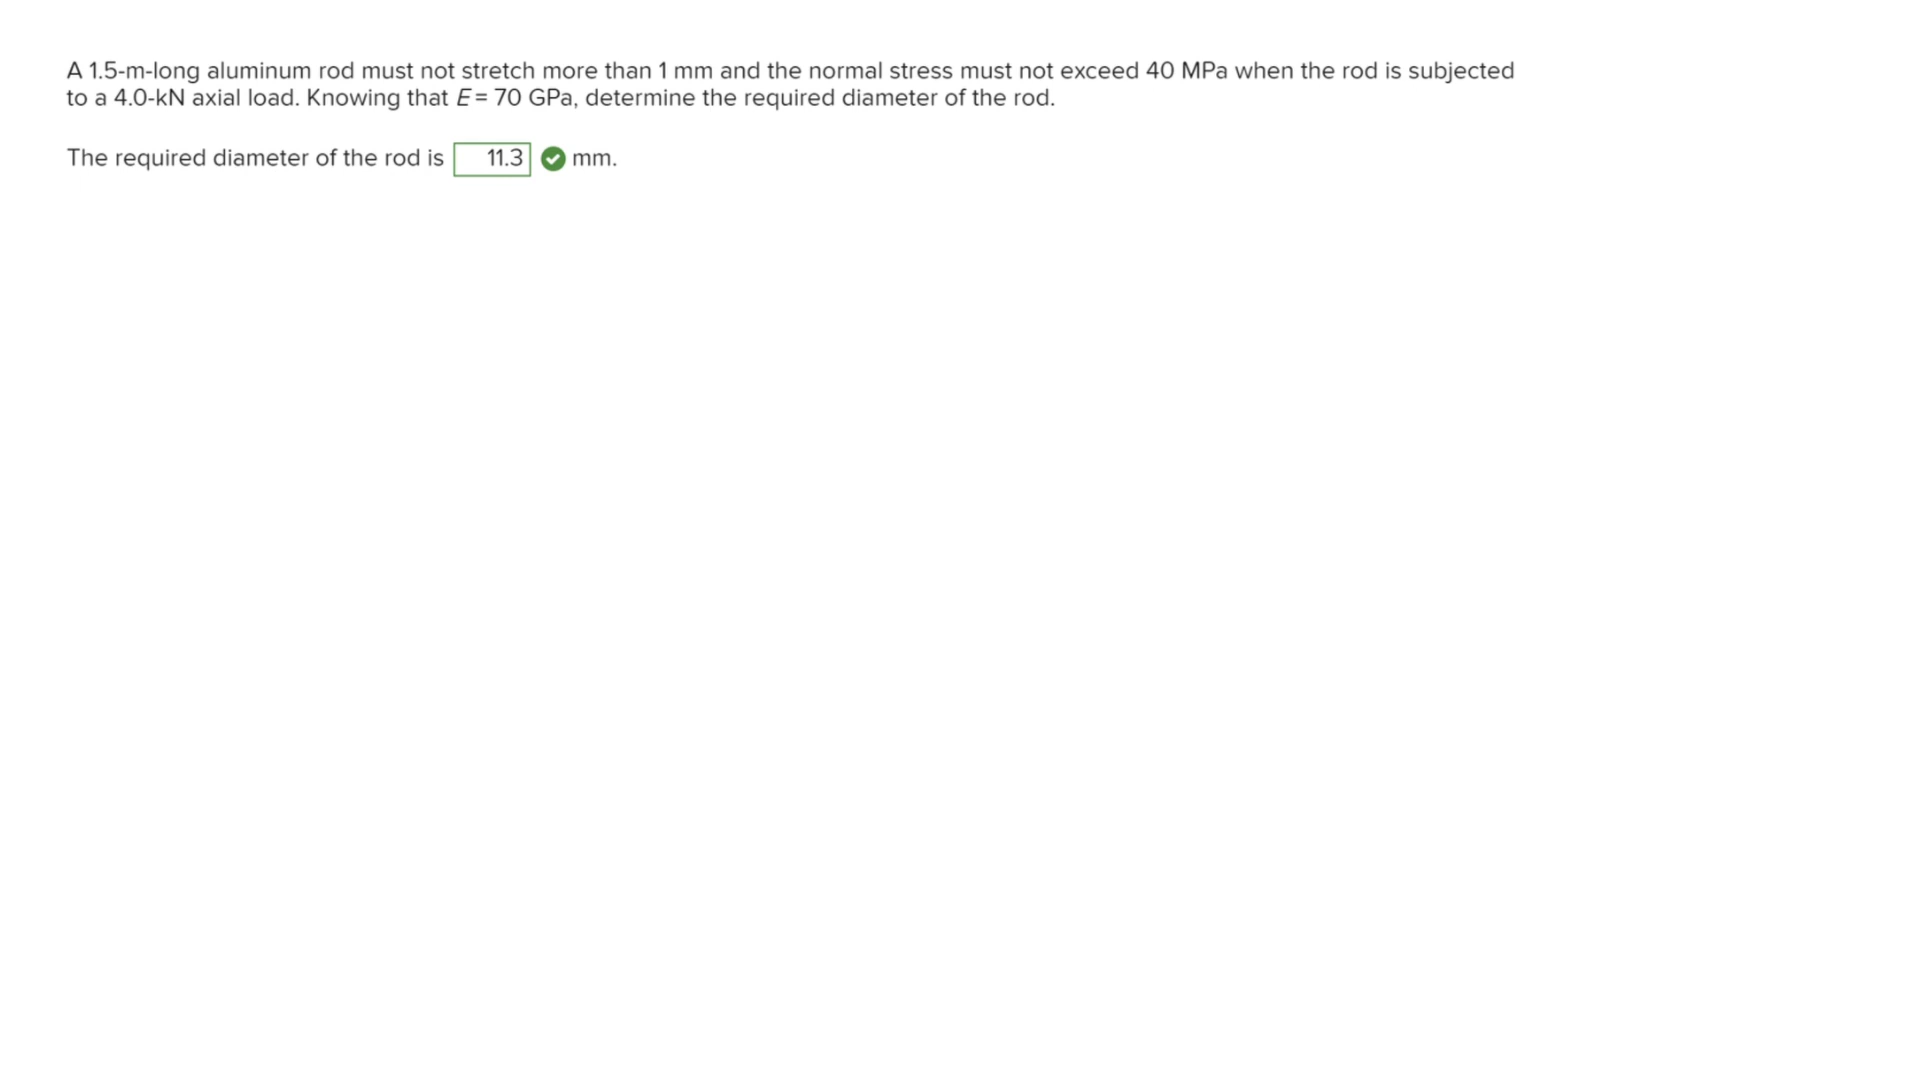 A 1.5-m-long aluminum rod must not stretch more than 1 mm and the normal stress must not exceed 40 MPa when the rod is subjected
to a 4.0-kN axial load. Knowing that E = 70 GPa, determine the required diameter of the rod.
The required diameter of the rod is 11.3 mm.